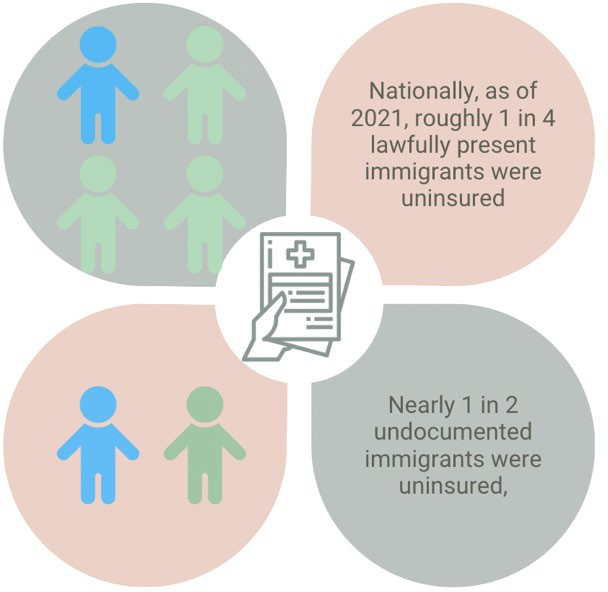 Nationally, as of
2021, roughly 1 in 4
lawfully present
immigrants were
uninsured
Nearly 1 in 2
undocumented
immigrants were
uninsured,